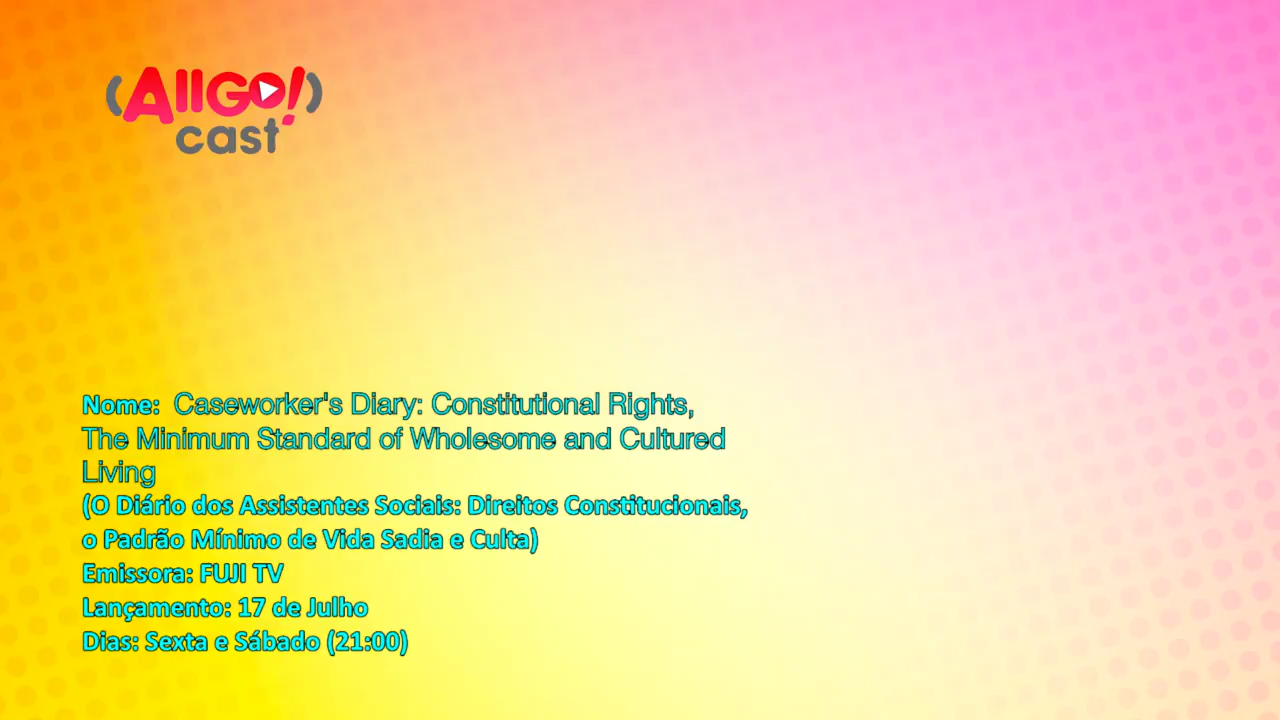 (AllGo!)
cast
Nome: Caseworker's Diary: Constitutional Rights,
The Minimum Standard of Wholesome and Cultured
Living
(O Diário dos Assistentes Sociais: Direitos Constitucionais,
o Padrão Mínimo de Vida Sadia e Culta)
Emissora: FUJI TV
Lançamento: 17 de Julho
Dias: Sexta e Sábado (21:00)